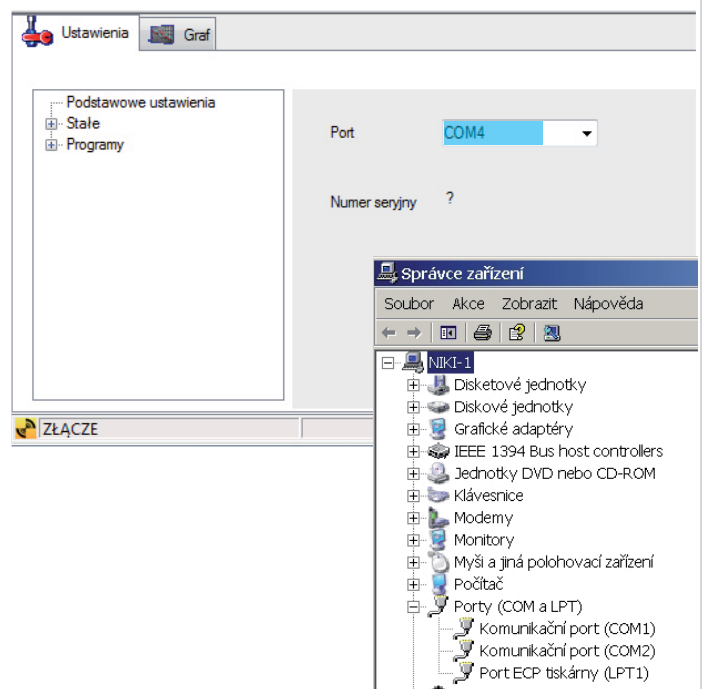 Ustawienia
Graf
Podstawowe ustawienia
Stałe
Programy
Port
COM4
Numer seryjny
?
ZŁĄCZE
Správce zařízení
Soubor Akce Zobrazit Nápověda
NIKI-1
Disketové jednotky
Diskové jednotky
Grafické adaptéry
IEEE 1394 Bus host controllers
Jednotky DVD nebo CD-ROM
Klávesnice
Modemy
Monitory
Myši a jiná polohovací zařízení
Počítač
Porty (COM a LPT)
Komunikační port (COM1)
Komunikační port (COM2)
Port ECP tiskárny (LPT1)